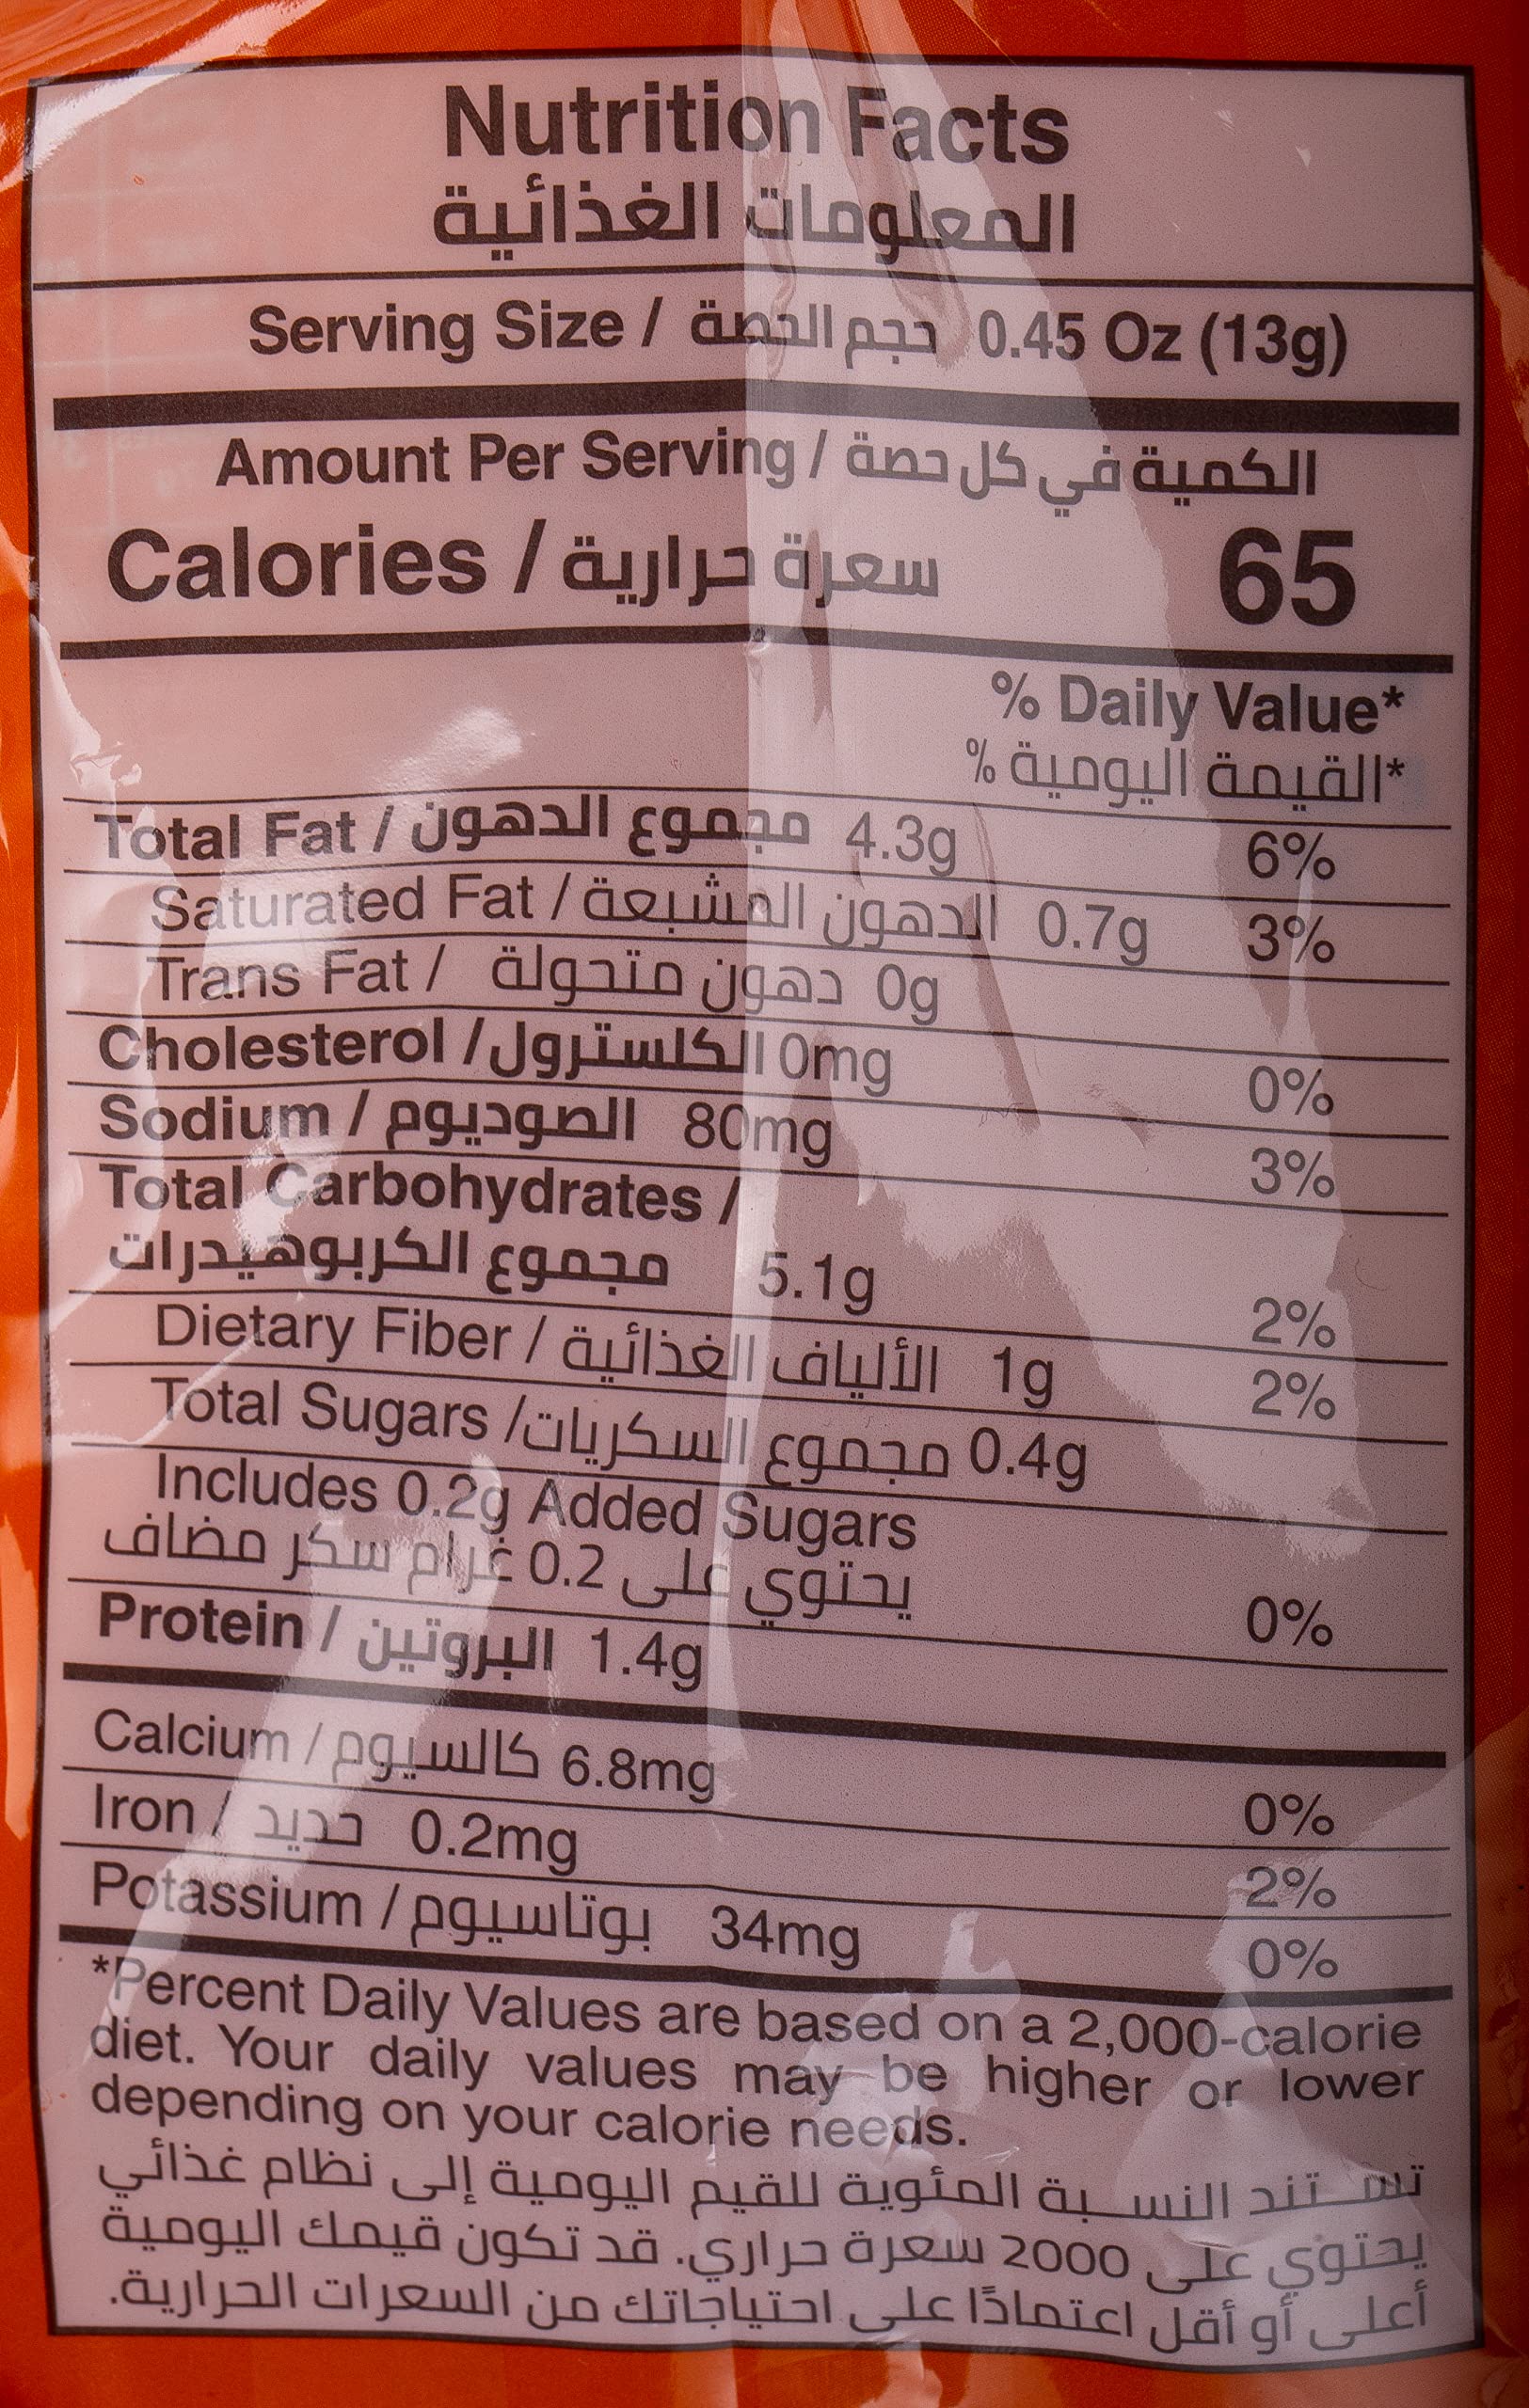 Nutrition Facts
المعلومات الغذائية
Serving Size / حجم الحصة 0.45 Oz (13g)
Amount Per Serving / الكمية في كل حصة
Calories / سعرة حرارية 65
% Daily Value*
*القيمة اليومية %
Total Fat / مجموع الدهون 4.3g 6%
Saturated Fat / الدهون المشبعة 0.7g 3%
Trans Fat / دهون متحولة 0g
Cholesterol / الكلسترول 0mg 0%
Sodium / الصوديوم 80mg 3%
Total Carbohydrates /
مجموع الكربوهيدرات 5.1g 2%
Dietary Fiber / الألياف الغذائية 1g 2%
Total Sugars / مجموع السكريات 0.4g
Includes 0.2g Added Sugars
يحتوي على 0.2 غرام سكر مضاف 0%
Protein / البروتين 1.4g
Calcium / كالسيوم 6.8mg 0%
Iron / حديد 0.2mg 2%
Potassium / بوتاسيوم 34mg 0%
*Percent Daily Values are based on a 2,000-calorie
diet. Your daily values may be higher or lower
depending on your calorie needs.
تستند النسبة المئوية للقيم اليومية إلى نظام غذائي
يحتوي على 2000 سعرة حراري. قد تكون قيمك اليومية
أعلى أو أقل اعتمادًا على احتياجاتك من السعرات الحرارية.